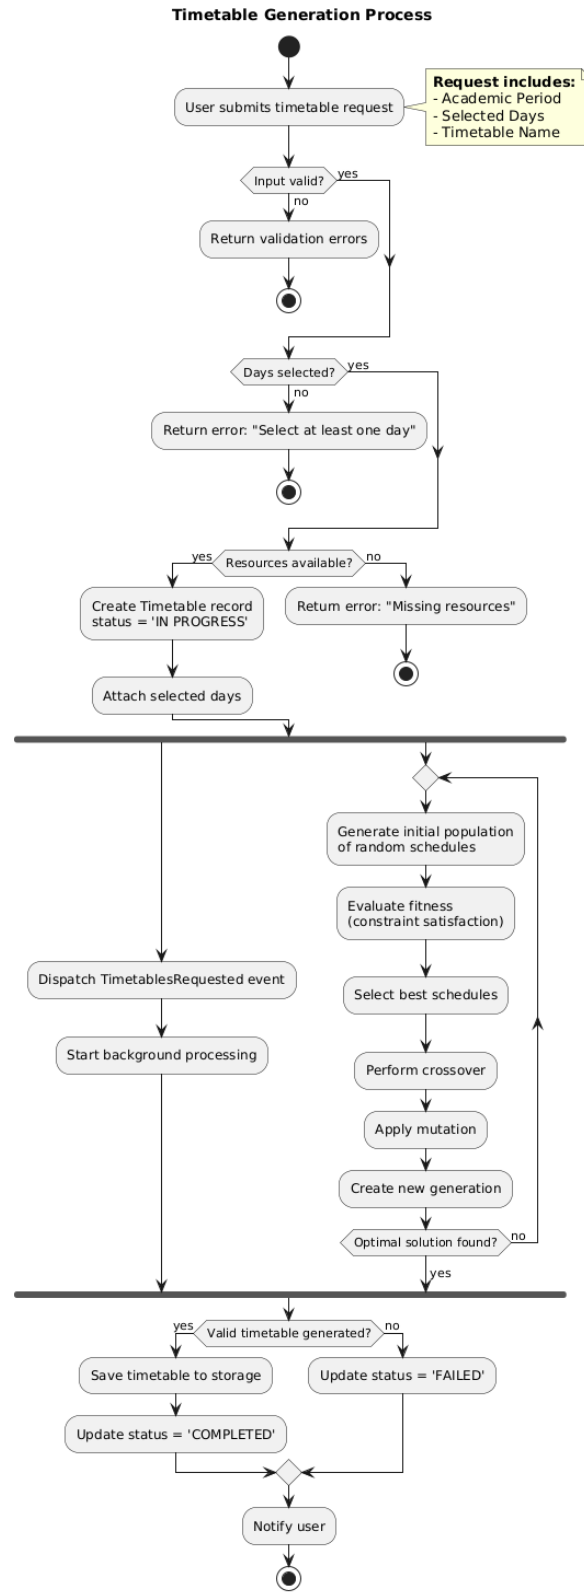 Timetable Generation Process
User submits timetable request
Request includes:
- Academic Period
- Selected Days
- Timetable Name
Input valid?
yes
no
Return validation errors
Days selected?
yes
no
Return error: "Select at least one day"
yes
Resources available?
no
Create Timetable record
status = 'IN PROGRESS'
Return error: "Missing resources"
Attach selected days
Generate initial population
of random schedules
Evaluate fitness
(constraint satisfaction)
Dispatch TimetablesRequested event
Select best schedules
Start background processing
Perform crossover
Apply mutation
Create new generation
Optimal solution found?
no
yes
yes
Valid timetable generated?
no
Save timetable to storage
Update status = 'FAILED'
Update status = 'COMPLETED'
Notify user